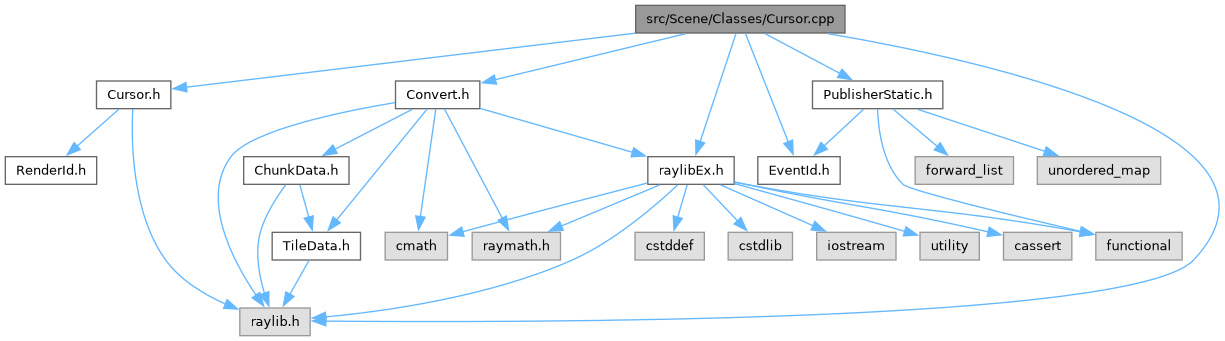 src/Scene/Classes/Cursor.cpp
Cursor.h
Convert.h
PublisherStatic.h
RenderId.h
ChunkData.h
raylibEx.h
EventId.h
forward_list
unordered_map
TileData.h
cmath
raymath.h
cstddef
cstdlib
iostream
utility
cassert
functional
raylib.h